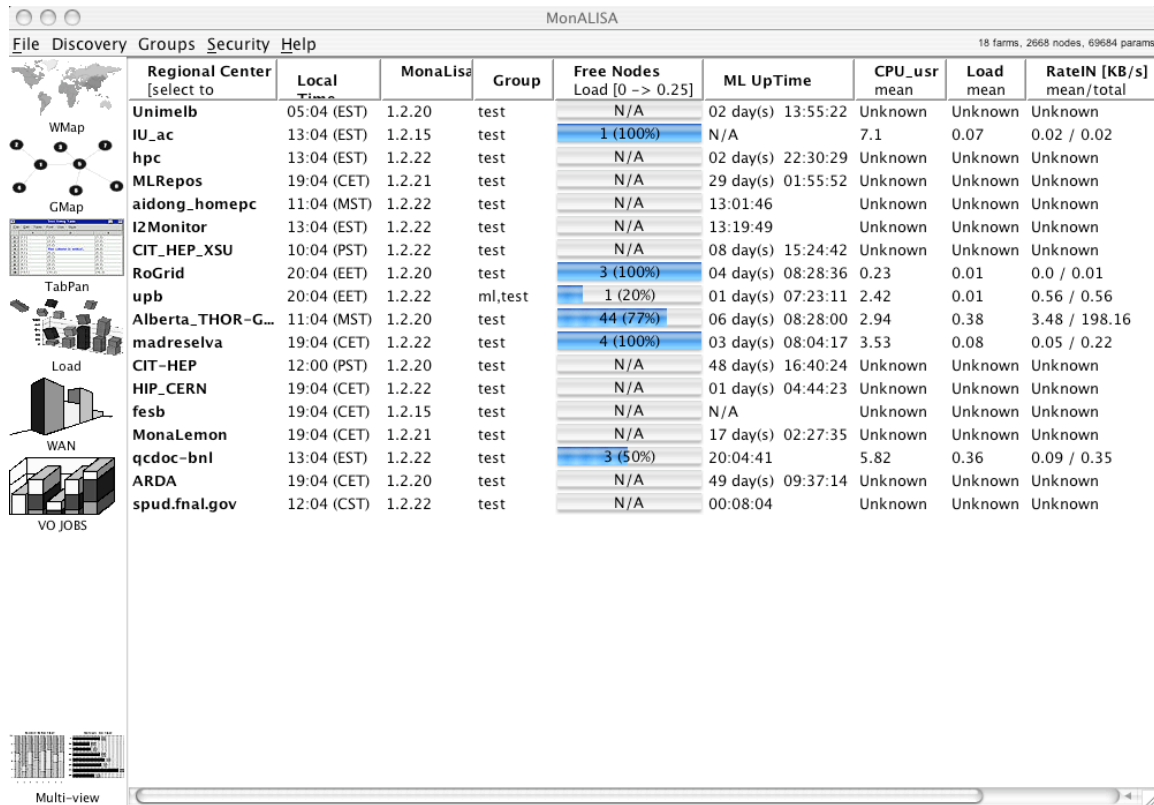 MonALISA
File Discovery Groups Security Help
18 farms, 2668 nodes, 69684 params
Regional Center Local MonaLisa Group Free Nodes ML UpTime CPU_usr Load RateIN [KB/s]
[select to Time Load [0 -> 0.25] mean mean mean/total
Unimelb 05:04 (EST) 1.2.20 test N/A 02 day(s) 13:55:22 Unknown Unknown Unknown
IU_ac 13:04 (EST) 1.2.15 test 1 (100%) N/A 7.1 0.07 0.02 / 0.02
hpc 13:04 (EST) 1.2.22 test N/A 02 day(s) 22:30:29 Unknown Unknown Unknown
MLRepos 19:04 (CET) 1.2.21 test N/A 29 day(s) 01:55:52 Unknown Unknown Unknown
aidong_homepc 11:04 (MST) 1.2.22 test N/A 13:01:46 Unknown Unknown Unknown
I2Monitor 13:04 (EST) 1.2.22 test N/A 13:19:49 Unknown Unknown Unknown
CIT_HEP_XSU 10:04 (PST) 1.2.22 test N/A 08 day(s) 15:24:42 Unknown Unknown Unknown
RoGrid 20:04 (EET) 1.2.20 test 3 (100%) 04 day(s) 08:28:36 0.23 0.01 0.0 / 0.01
upb 20:04 (EET) 1.2.22 ml,test 1 (20%) 01 day(s) 07:23:11 2.42 0.01 0.56 / 0.56
Alberta_THOR-G... 11:04 (MST) 1.2.20 test 44 (77%) 06 day(s) 08:28:00 2.94 0.38 3.48 / 198.16
madreselva 19:04 (CET) 1.2.22 test 4 (100%) 03 day(s) 08:04:17 3.53 0.08 0.05 / 0.22
CIT-HEP 12:00 (PST) 1.2.20 test N/A 48 day(s) 16:40:24 Unknown Unknown Unknown
HIP_CERN 19:04 (CET) 1.2.22 test N/A 01 day(s) 04:44:23 Unknown Unknown Unknown
fesb 19:04 (CET) 1.2.15 test N/A N/A Unknown Unknown Unknown
MonaLemon 19:04 (CET) 1.2.21 test N/A 17 day(s) 02:27:35 Unknown Unknown Unknown
qcdoc-bnl 13:04 (EST) 1.2.22 test 3 (50%) 20:04:41 5.82 0.36 0.09 / 0.35
ARDA 19:04 (CET) 1.2.20 test N/A 49 day(s) 09:37:14 Unknown Unknown Unknown
spud.fnal.gov 12:04 (CST) 1.2.22 test N/A 00:08:04 Unknown Unknown Unknown
WMap
GMap
TabPan
Load
WAN
VO JOBS
Multi-view